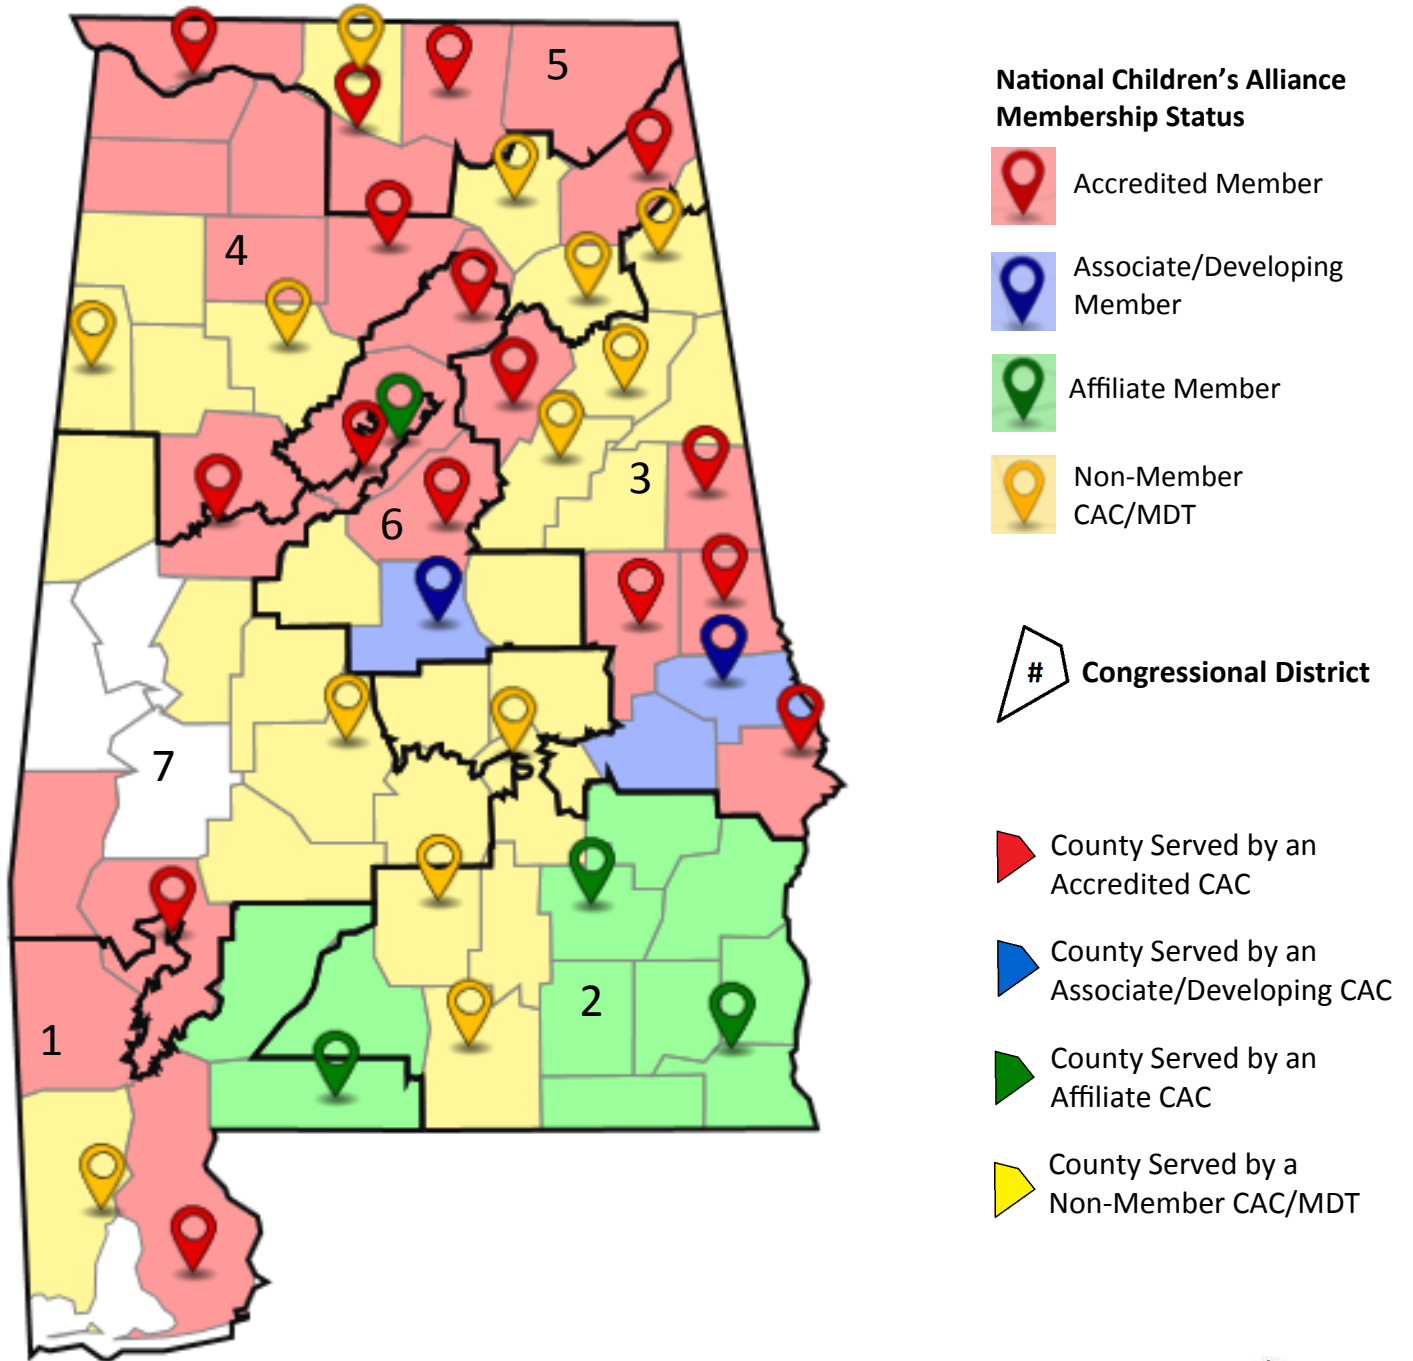 5
4
3
6
7
2
1
National Children's Alliance
Membership Status
Accredited Member
Associate/Developing
Member
Affiliate Member
Non-Member
CAC/MDT
# Congressional District
County Served by an
Accredited CAC
County Served by an
Associate/Developing CAC
County Served by an
Affiliate CAC
County Served by a
Non-Member CAC/MDT